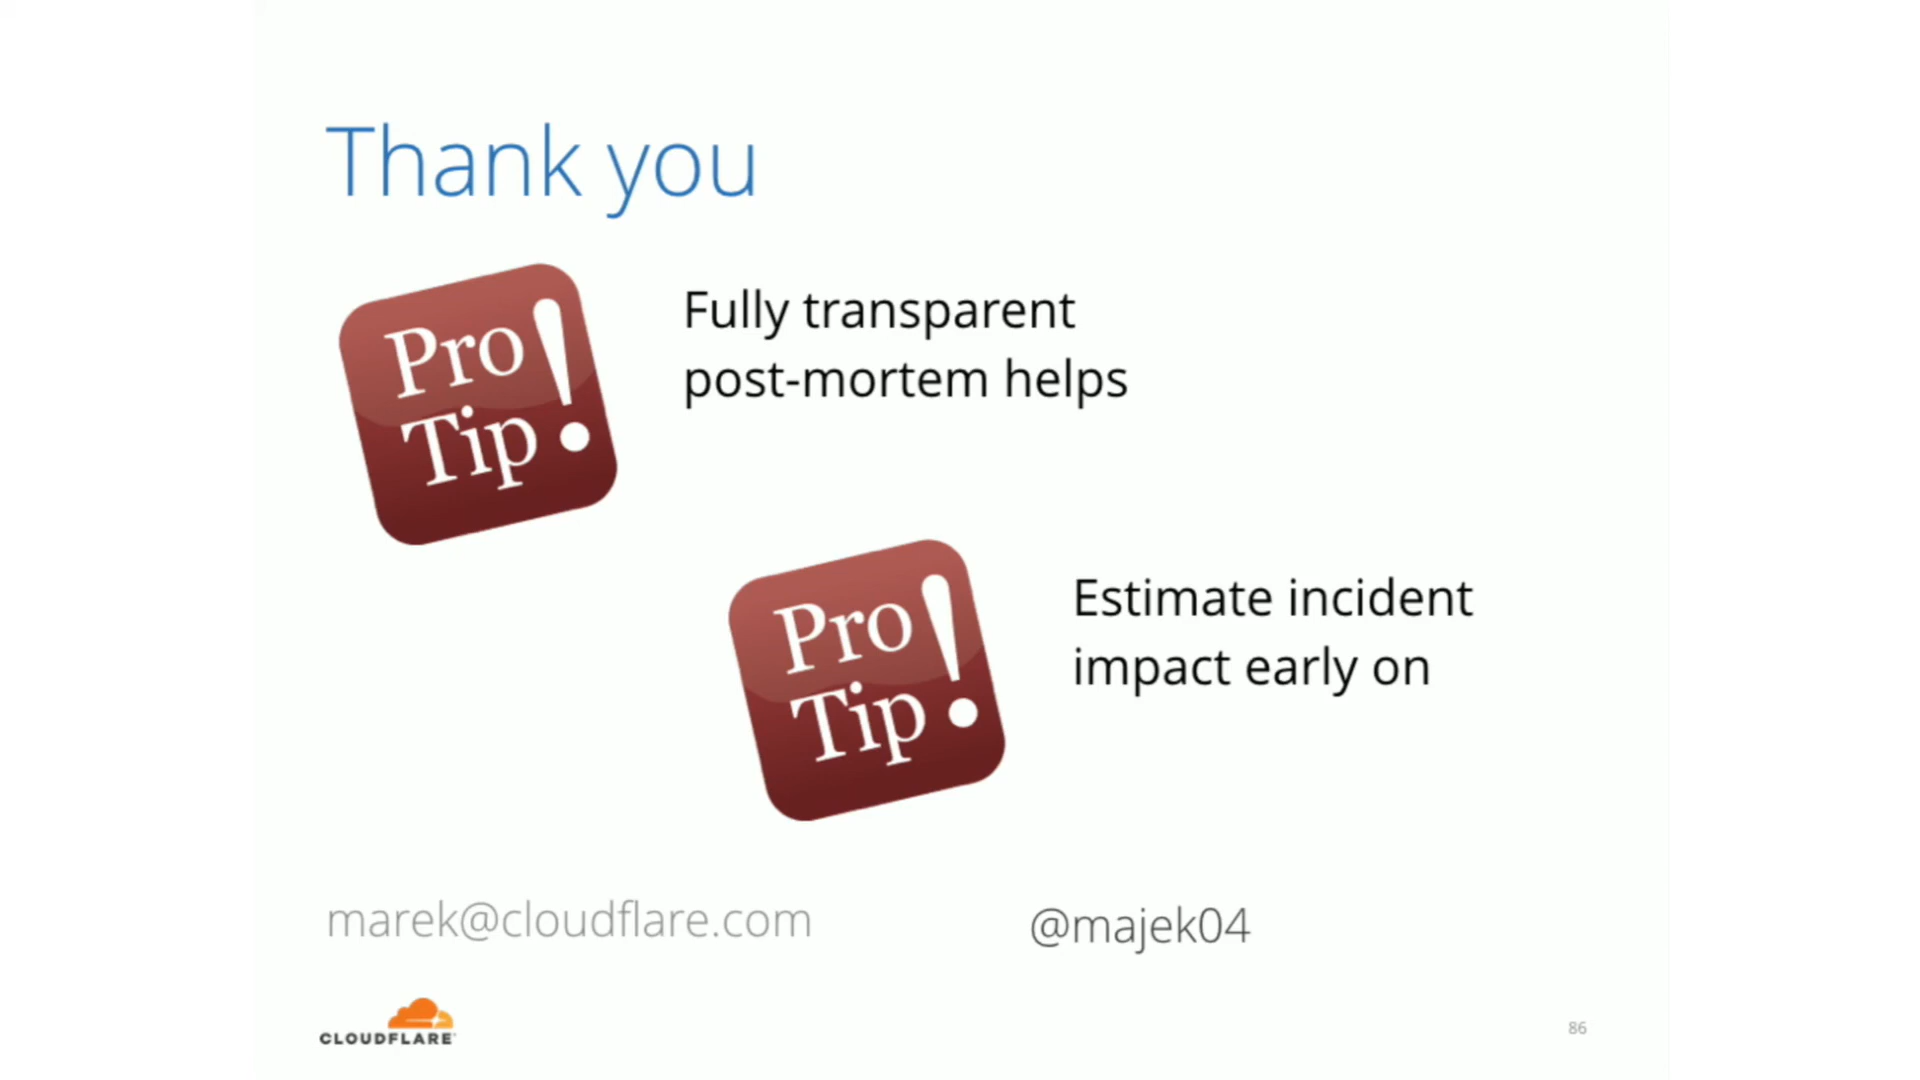 Thank you
Pro
Tip!
Fully transparent
post-mortem helps
Pro
Tip!
Estimate incident
impact early on
marek@cloudflare.com
@majek04
CLOUDFLARE
86